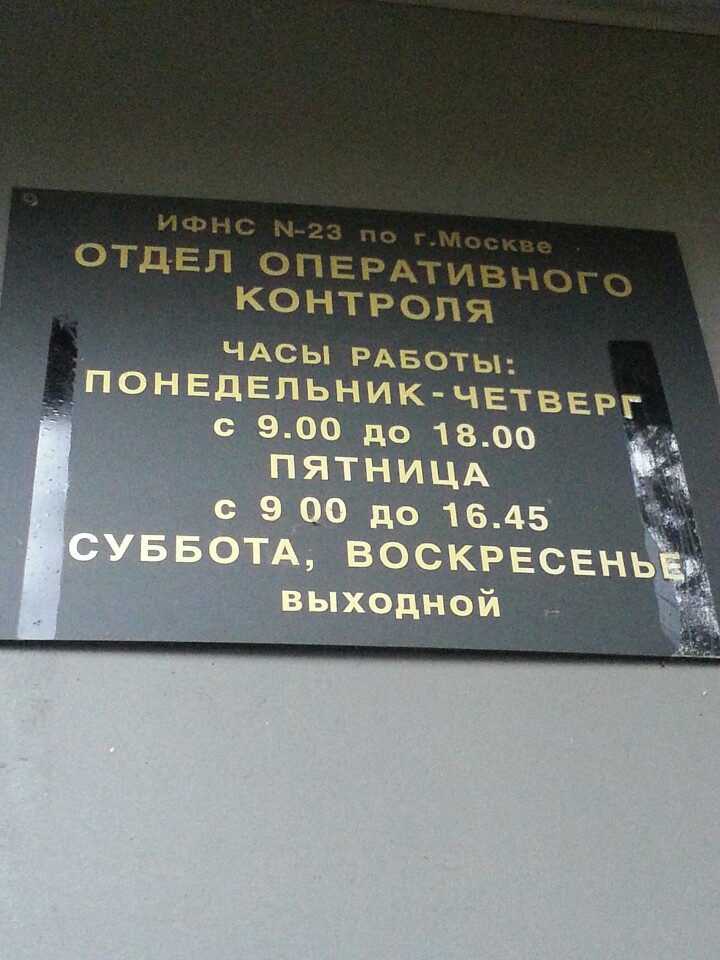 ИФНС N-23 по г.Москве
ОТДЕЛ ОПЕРАТИВНОГО
КОНТРОЛЯ
ЧАСЫ РАБОТЫ:
ПОНЕДЕЛЬНИК-ЧЕТВЕРГ
с 9.00 до 18.00
ПЯТНИЦА
с 9 00 до 16.45
СУББОТА, ВОСКРЕСЕНЬЕ
ВЫХОДНОЙ